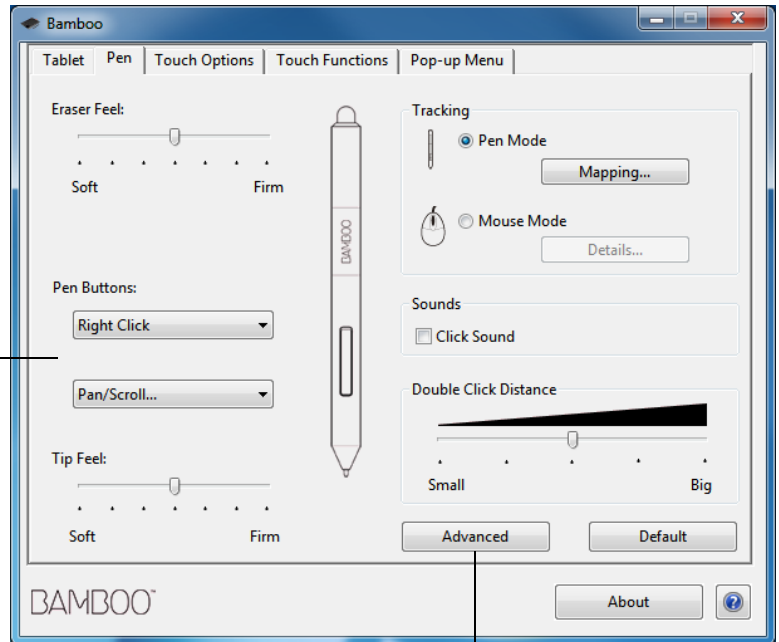 Bamboo
Tablet Pen Touch Options Touch Functions Pop-up Menu
Eraser Feel:
Soft Firm
Pen Buttons:
Right Click
Pan/Scroll...
Tip Feel:
Soft Firm
BAMBOO
Tracking
Pen Mode
Mapping...
Mouse Mode
Details...
Sounds
Click Sound
Double Click Distance
Small Big
Advanced Default
BAMBOO™ About ?